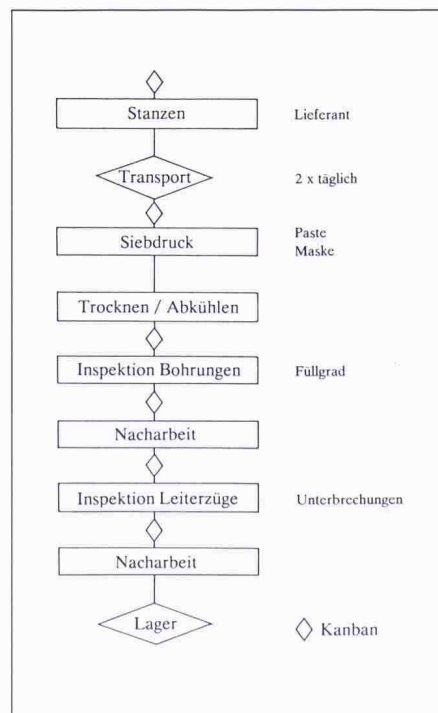 Stanzen Lieferant
Transport 2 x täglich
Siebdruck Paste
Maske
Trocknen / Abkühlen
Inspektion Bohrungen Füllgrad
Nacharbeit
Inspektion Leiterzüge Unterbrechungen
Nacharbeit
Lager Kanban